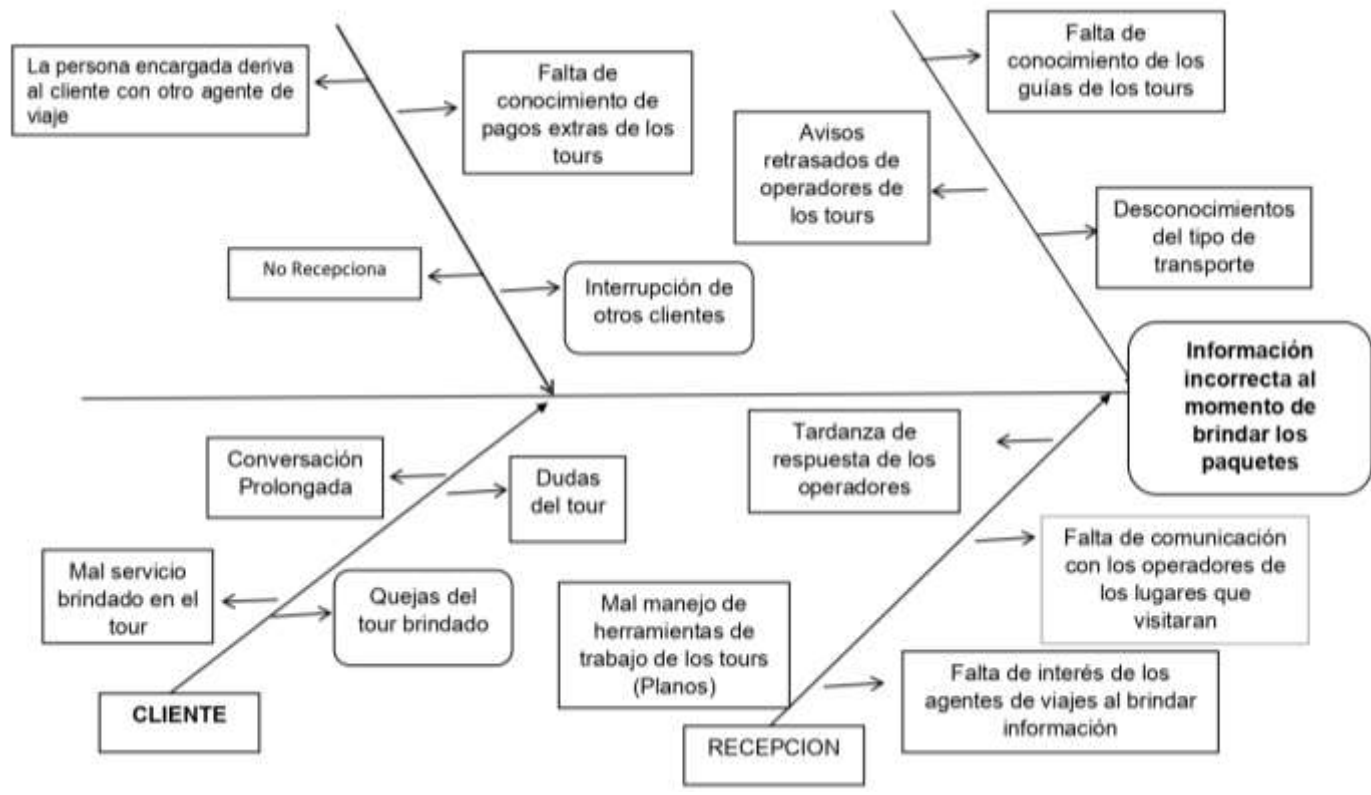 La persona encargada deriva
al cliente con otro agente de
viaje
Falta de
conocimiento de
pagos extras de los
tours
No Recepciona
Interrupción de
otros clientes
Falta de
conocimiento de los
guías de los tours
Avisos
retrasados de
operadores de
los tours
Desconocimientos
del tipo de
transporte
Información
incorrecta al
momento de
brindar los
paquetes
Conversación
Prolongada
Dudas
del tour
Mal servicio
brindado en el
tour
Quejas del
tour brindado
CLIENTE
Tardanza de
respuesta de los
operadores
Falta de comunicación
con los operadores de
los lugares que
visitaran
Mal manejo de
herramientas de
trabajo de los tours
(Planos)
Falta de interés de los
agentes de viajes al brindar
información
RECEPCION